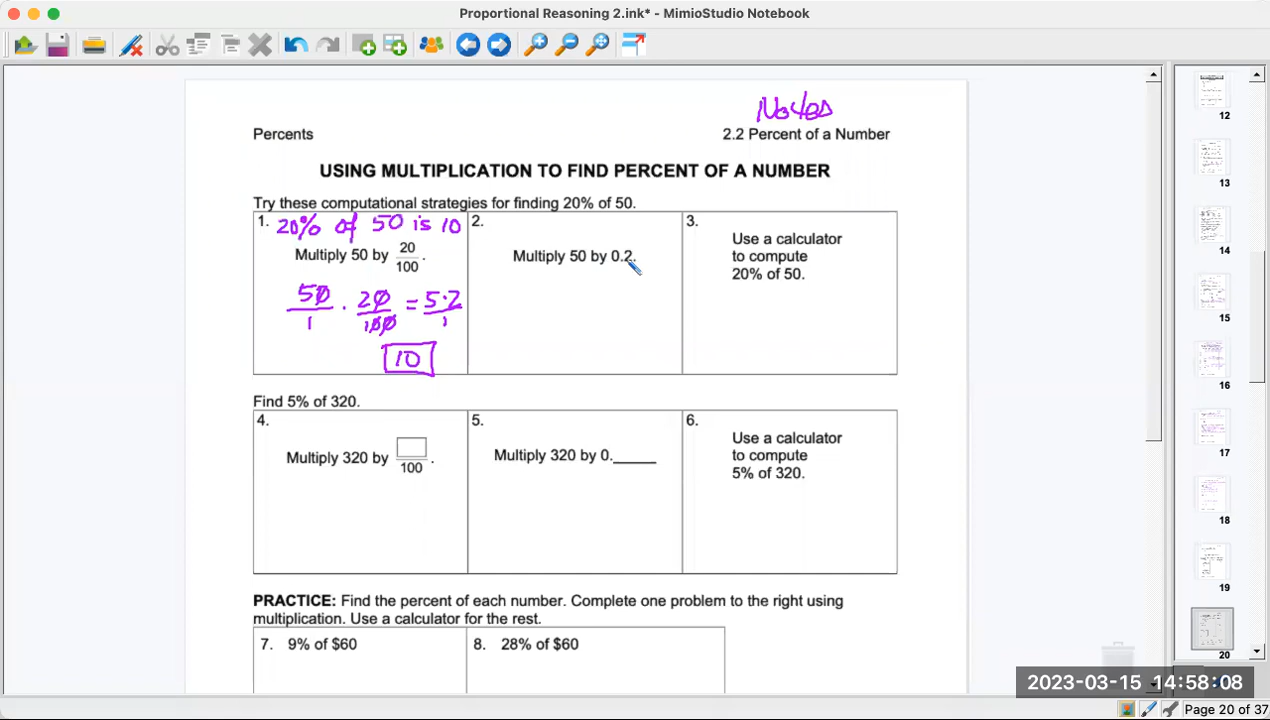 Proportional Reasoning 2.ink* - MimioStudio Notebook
Notes
Percents
2.2 Percent of a Number
USING MULTIPLICATION TO FIND PERCENT OF A NUMBER
Try these computational strategies for finding 20% of 50.
1. 20% of 50 is 10
Multiply 50 by 20/100.
50/1 · 20/100 = 5·2/1
10
2.
Multiply 50 by 0.2.
3.
Use a calculator
to compute
20% of 50.
Find 5% of 320.
4.
Multiply 320 by □/100.
5.
Multiply 320 by 0._____
6.
Use a calculator
to compute
5% of 320.
PRACTICE: Find the percent of each number. Complete one problem to the right using
multiplication. Use a calculator for the rest.
7. 9% of $60
8. 28% of $60
12
13
14
15
16
17
18
19
20
2023-03-15 14:58:08
Page 20 of 37